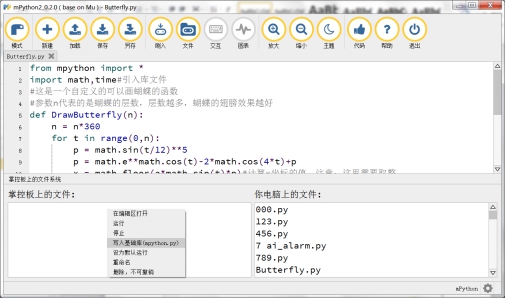 mPython2_0.2.0 ( base on Mu ) - Butterfly.py
模式 新建 加载 保存 另存 刷入 文件 交互 图表 放大 缩小 主题 代码 帮助 退出
Butterfly.py
1 from mpython import *
2 import math,time#引入库文件
3 #这是一个自定义的可以画蝴蝶的函数
4 #参数n代表的是蝴蝶的层数，层数越多，蝴蝶的翅膀效果越好
5 def DrawButterfly(n):
6 n = n*360
7 for t in range(0,n):
8 p = math.sin(t/12)**5
9 p = math.e**math.cos(t)-2*math.cos(4*t)+p
掌控板上的文件系统
掌控板上的文件：
你电脑上的文件：
在编辑区打开
运行
停止
写入基础库(mpython.py)
设为默认运行
重命名
删除，不可撤销
000.py
123.py
456.py
7 ai_alarm.py
789.py
Butterfly.py
mPython